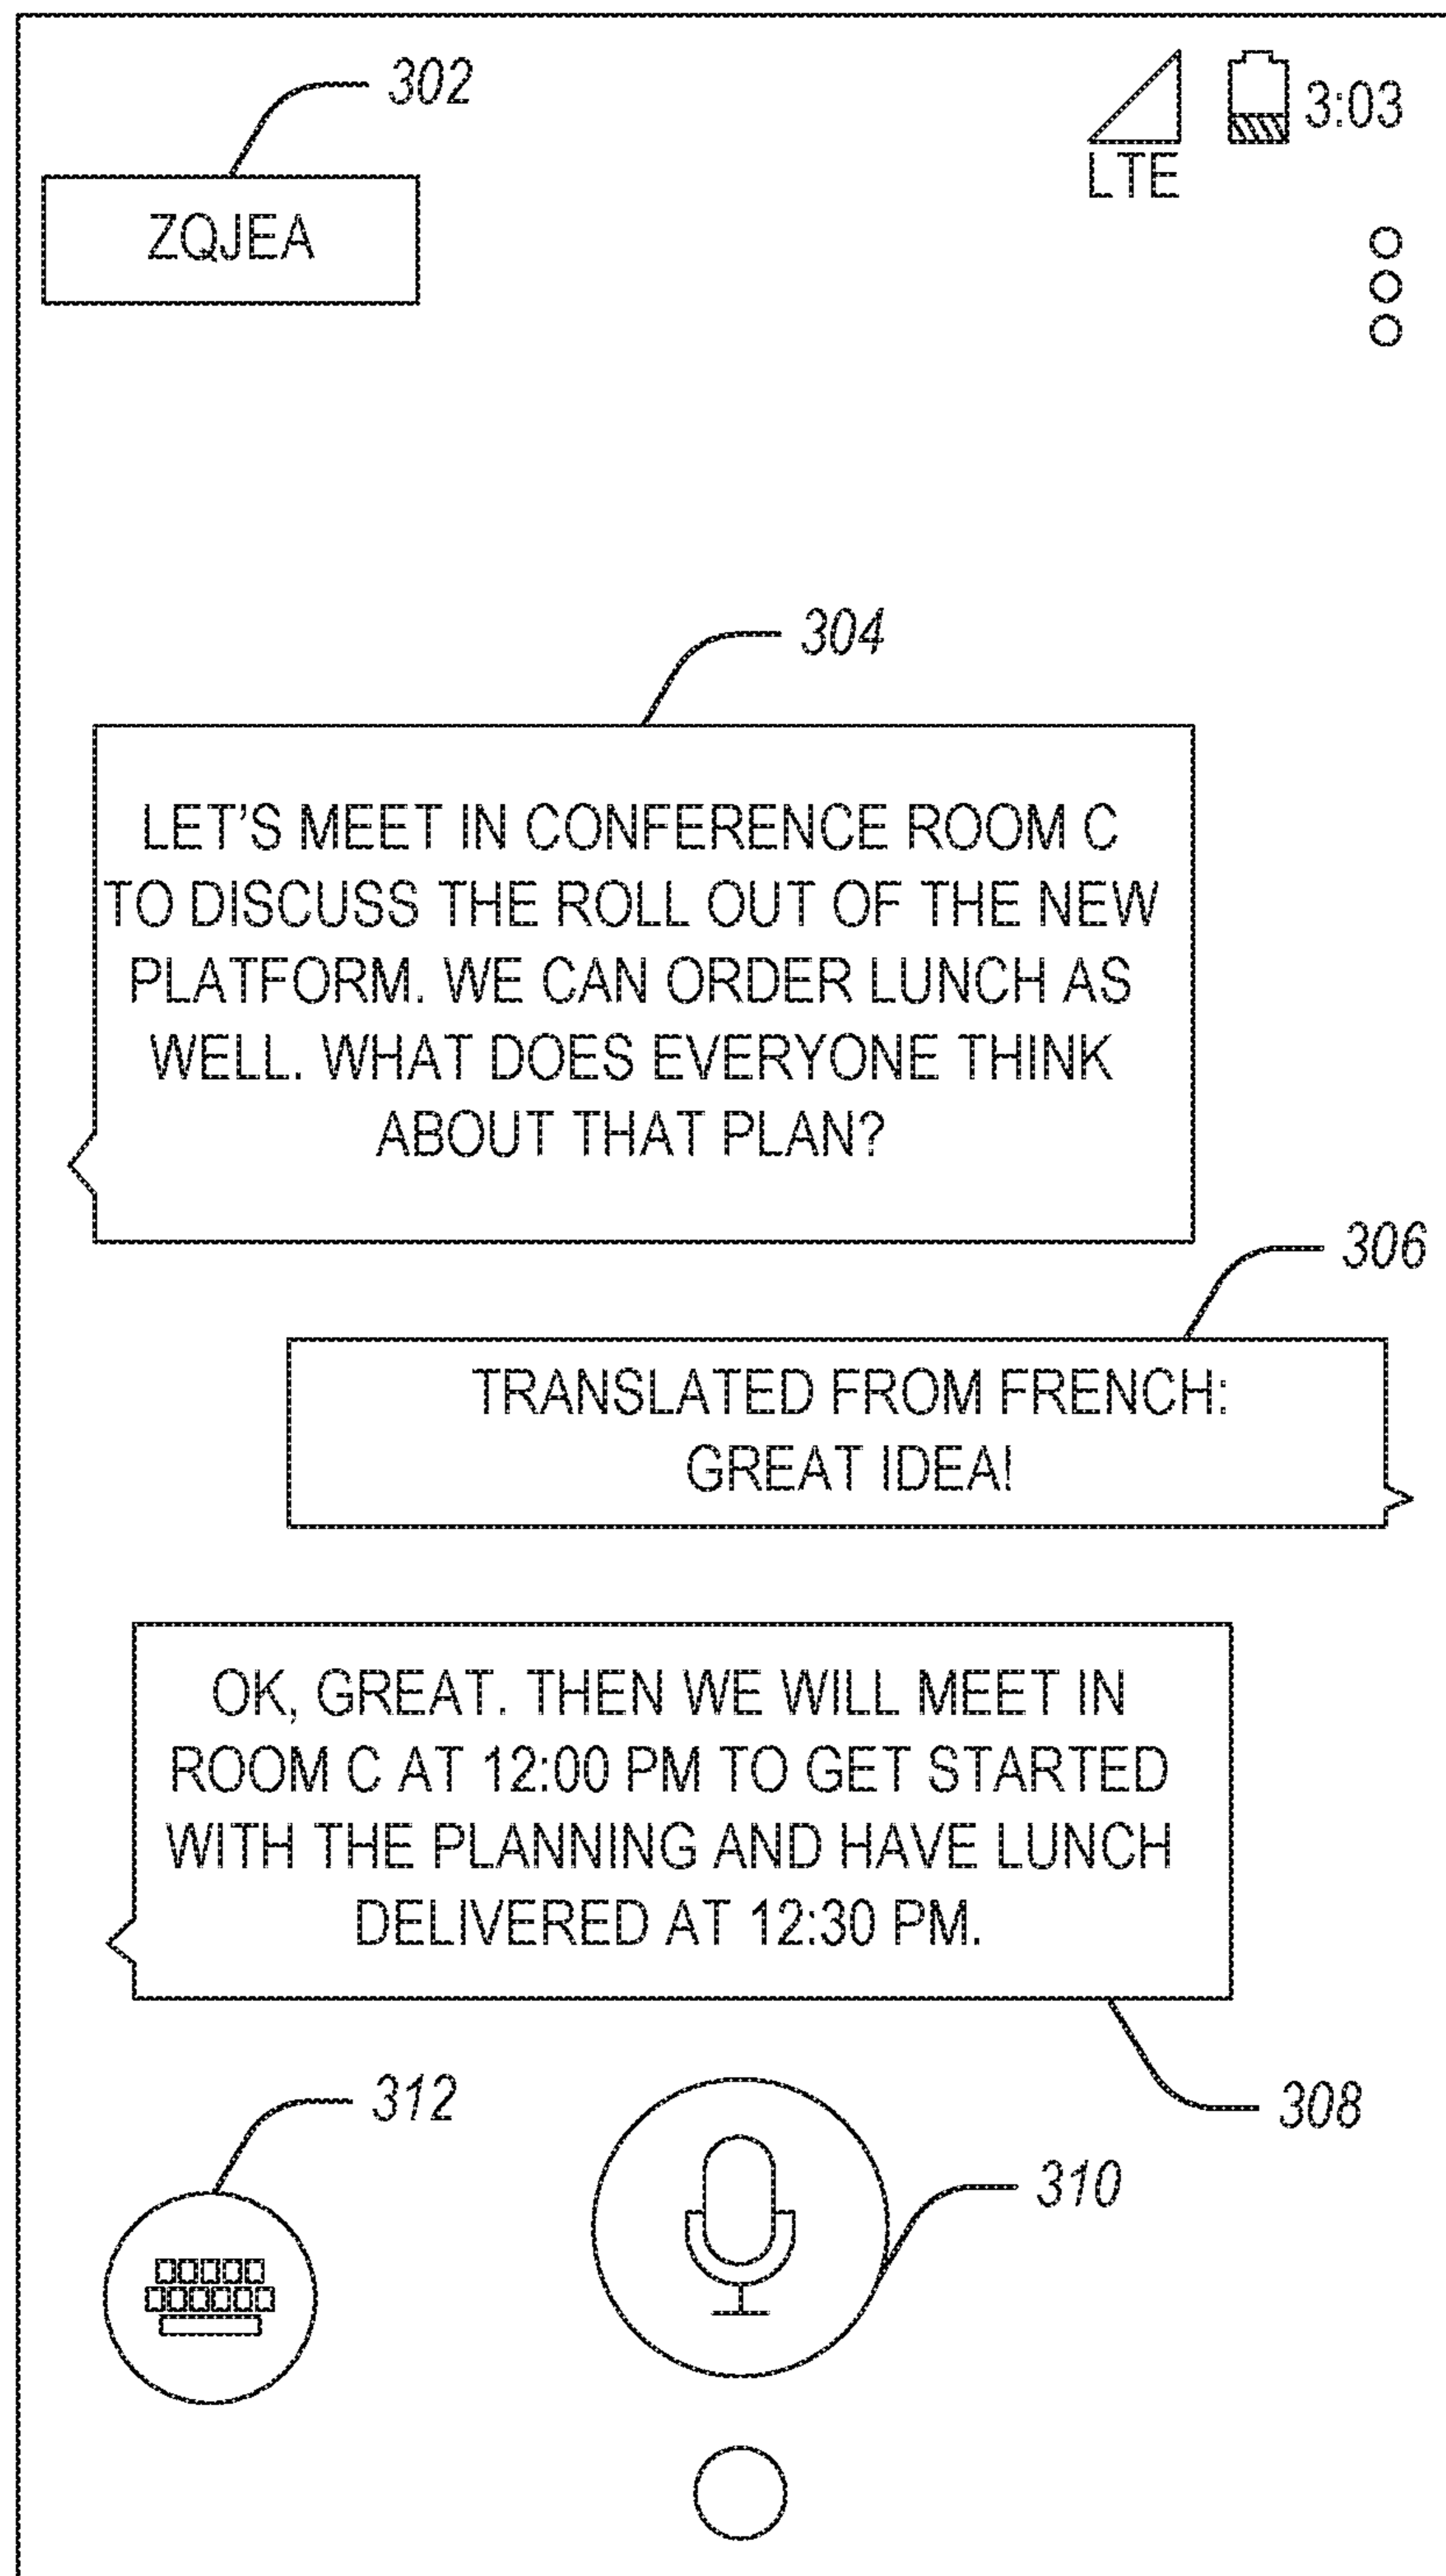 302
3:03
LTE
ZQJEA
304
LET'S MEET IN CONFERENCE ROOM C
TO DISCUSS THE ROLL OUT OF THE NEW
PLATFORM. WE CAN ORDER LUNCH AS
WELL. WHAT DOES EVERYONE THINK
ABOUT THAT PLAN?
306
TRANSLATED FROM FRENCH:
GREAT IDEA!
OK, GREAT. THEN WE WILL MEET IN
ROOM C AT 12:00 PM TO GET STARTED
WITH THE PLANNING AND HAVE LUNCH
DELIVERED AT 12:30 PM.
312
308
310